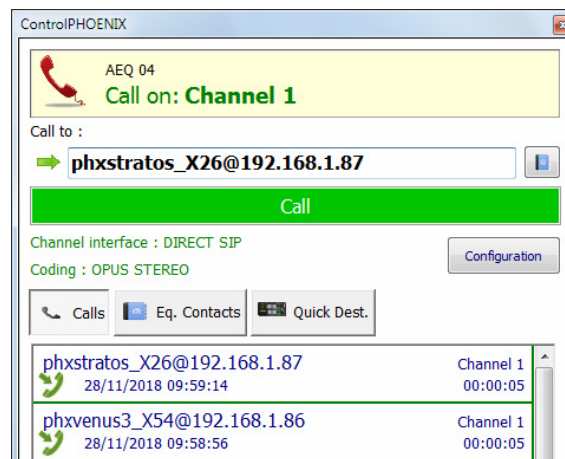 ControlPHOENIX
AEQ 04
Call on: Channel 1
Call to :
phxstratos_X26@192.168.1.87
Call
Channel interface : DIRECT SIP
Coding : OPUS STEREO
Configuration
Calls Eq. Contacts Quick Dest.
phxstratos_X26@192.168.1.87 Channel 1
28/11/2018 09:59:14 00:00:05
phxvenus3_X54@192.168.1.86 Channel 1
28/11/2018 09:58:56 00:00:05